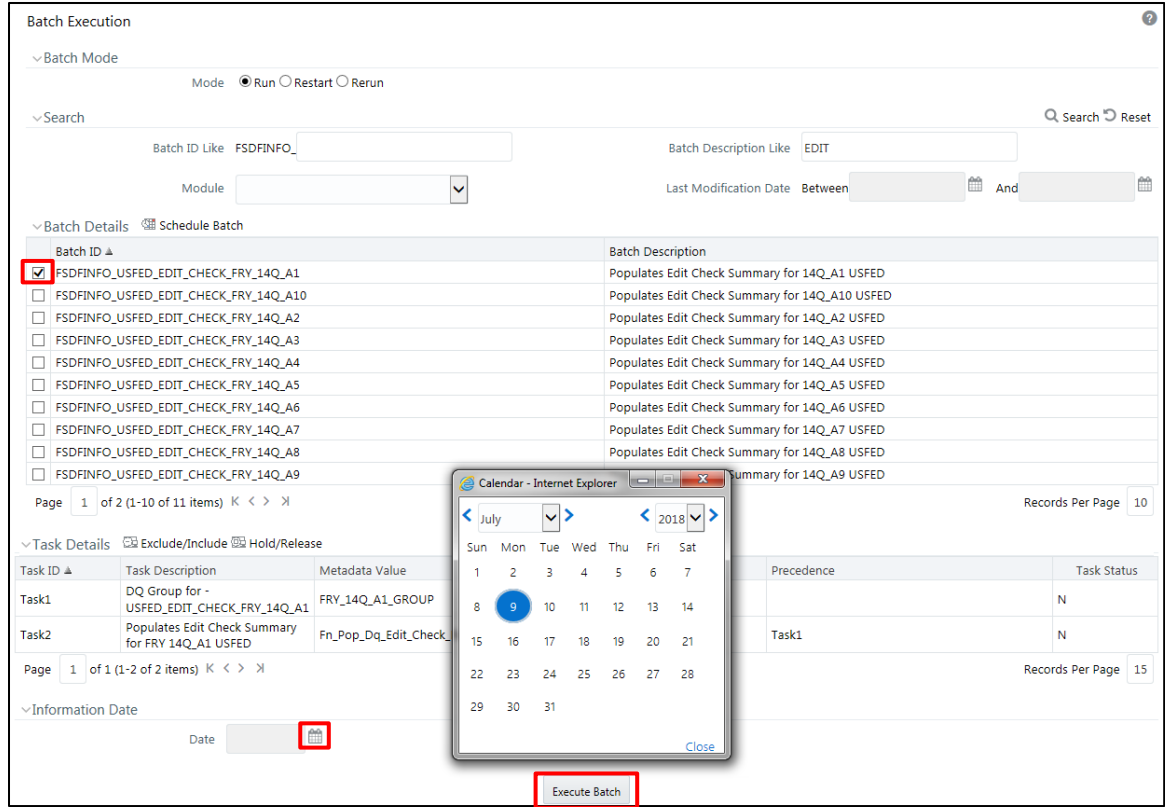 Batch Execution
Batch Mode
Mode Run Restart Rerun
Search Search Reset
Batch ID Like FSDFINFO_ Batch Description Like EDIT
Module Last Modification Date Between And
Batch Details Schedule Batch
Batch ID Batch Description
FSDFINFO_USFED_EDIT_CHECK_FRY_14Q_A1 Populates Edit Check Summary for 14Q_A1 USFED
FSDFINFO_USFED_EDIT_CHECK_FRY_14Q_A10 Populates Edit Check Summary for 14Q_A10 USFED
FSDFINFO_USFED_EDIT_CHECK_FRY_14Q_A2 Populates Edit Check Summary for 14Q_A2 USFED
FSDFINFO_USFED_EDIT_CHECK_FRY_14Q_A3 Populates Edit Check Summary for 14Q_A3 USFED
FSDFINFO_USFED_EDIT_CHECK_FRY_14Q_A4 Populates Edit Check Summary for 14Q_A4 USFED
FSDFINFO_USFED_EDIT_CHECK_FRY_14Q_A5 Populates Edit Check Summary for 14Q_A5 USFED
FSDFINFO_USFED_EDIT_CHECK_FRY_14Q_A6 Populates Edit Check Summary for 14Q_A6 USFED
FSDFINFO_USFED_EDIT_CHECK_FRY_14Q_A7 Populates Edit Check Summary for 14Q_A7 USFED
FSDFINFO_USFED_EDIT_CHECK_FRY_14Q_A8 Populates Edit Check Summary for 14Q_A8 USFED
FSDFINFO_USFED_EDIT_CHECK_FRY_14Q_A9 Summary for 14Q_A9 USFED
Page 1 of 2 (1-10 of 11 items) Records Per Page 10
Task Details Exclude/Include Hold/Release
Task ID Task Description Metadata Value Precedence Task Status
Task1 DQ Group for -
USFED_EDIT_CHECK_FRY_14Q_A1 FRY_14Q_A1_GROUP N
Task2 Populates Edit Check Summary
for FRY 14Q_A1 USFED Fn_Pop_Dq_Edit_Check_ Task1 N
Page 1 of 1 (1-2 of 2 items) Records Per Page 15
Information Date
Date
Calendar - Internet Explorer
July 2018
Sun Mon Tue Wed Thu Fri Sat
1 2 3 4 5 6 7
8 9 10 11 12 13 14
15 16 17 18 19 20 21
22 23 24 25 26 27 28
29 30 31
Close
Execute Batch